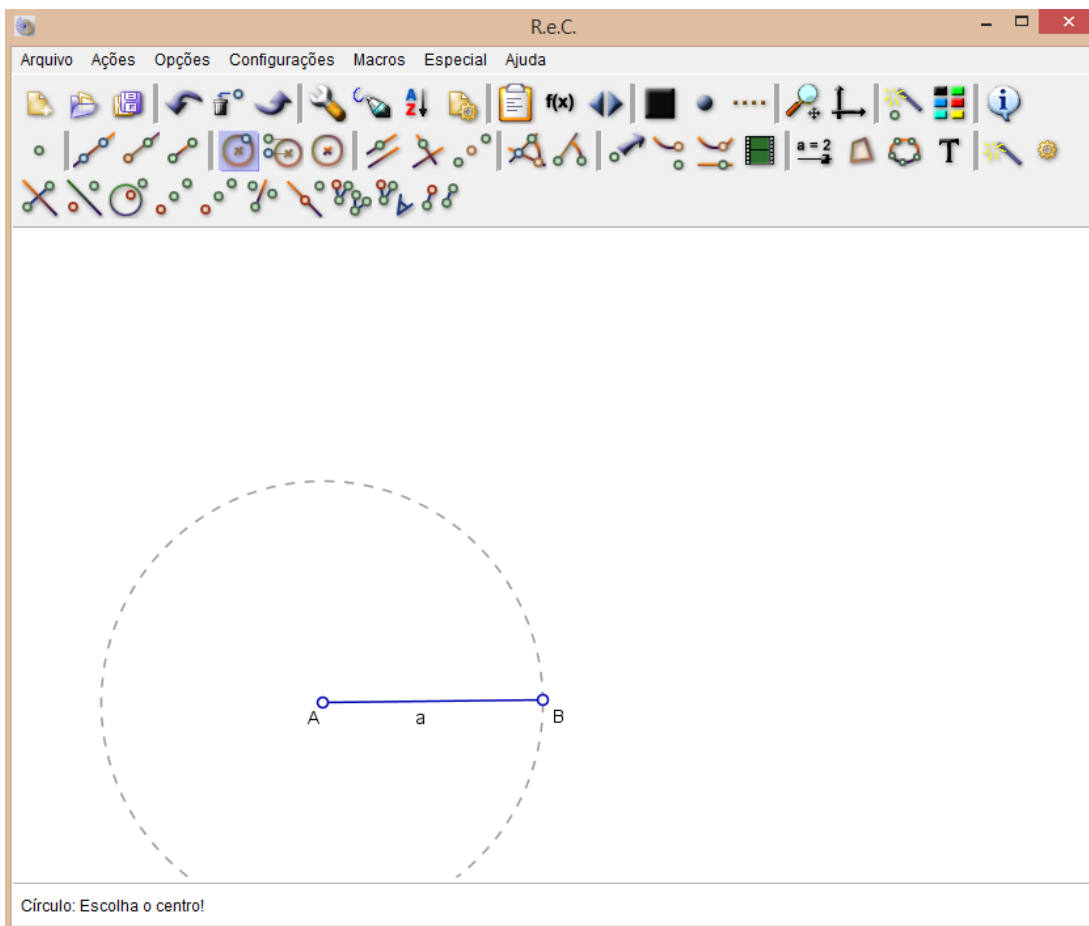 R.e.C.
Arquivo Ações Opções Configurações Macros Especial Ajuda
A Z f(x)
a = 2 T
A a B
Círculo: Escolha o centro!